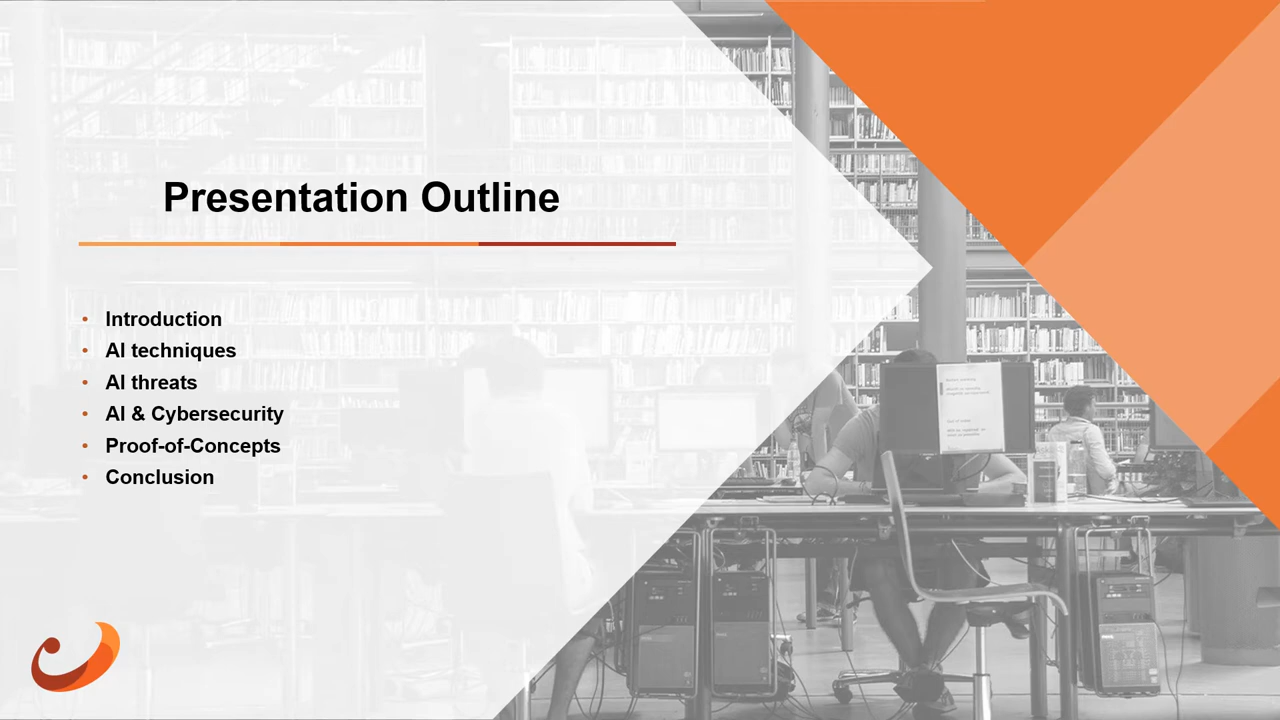 Presentation Outline
• Introduction
• AI techniques
• AI threats
• AI & Cybersecurity
• Proof-of-Concepts
• Conclusion